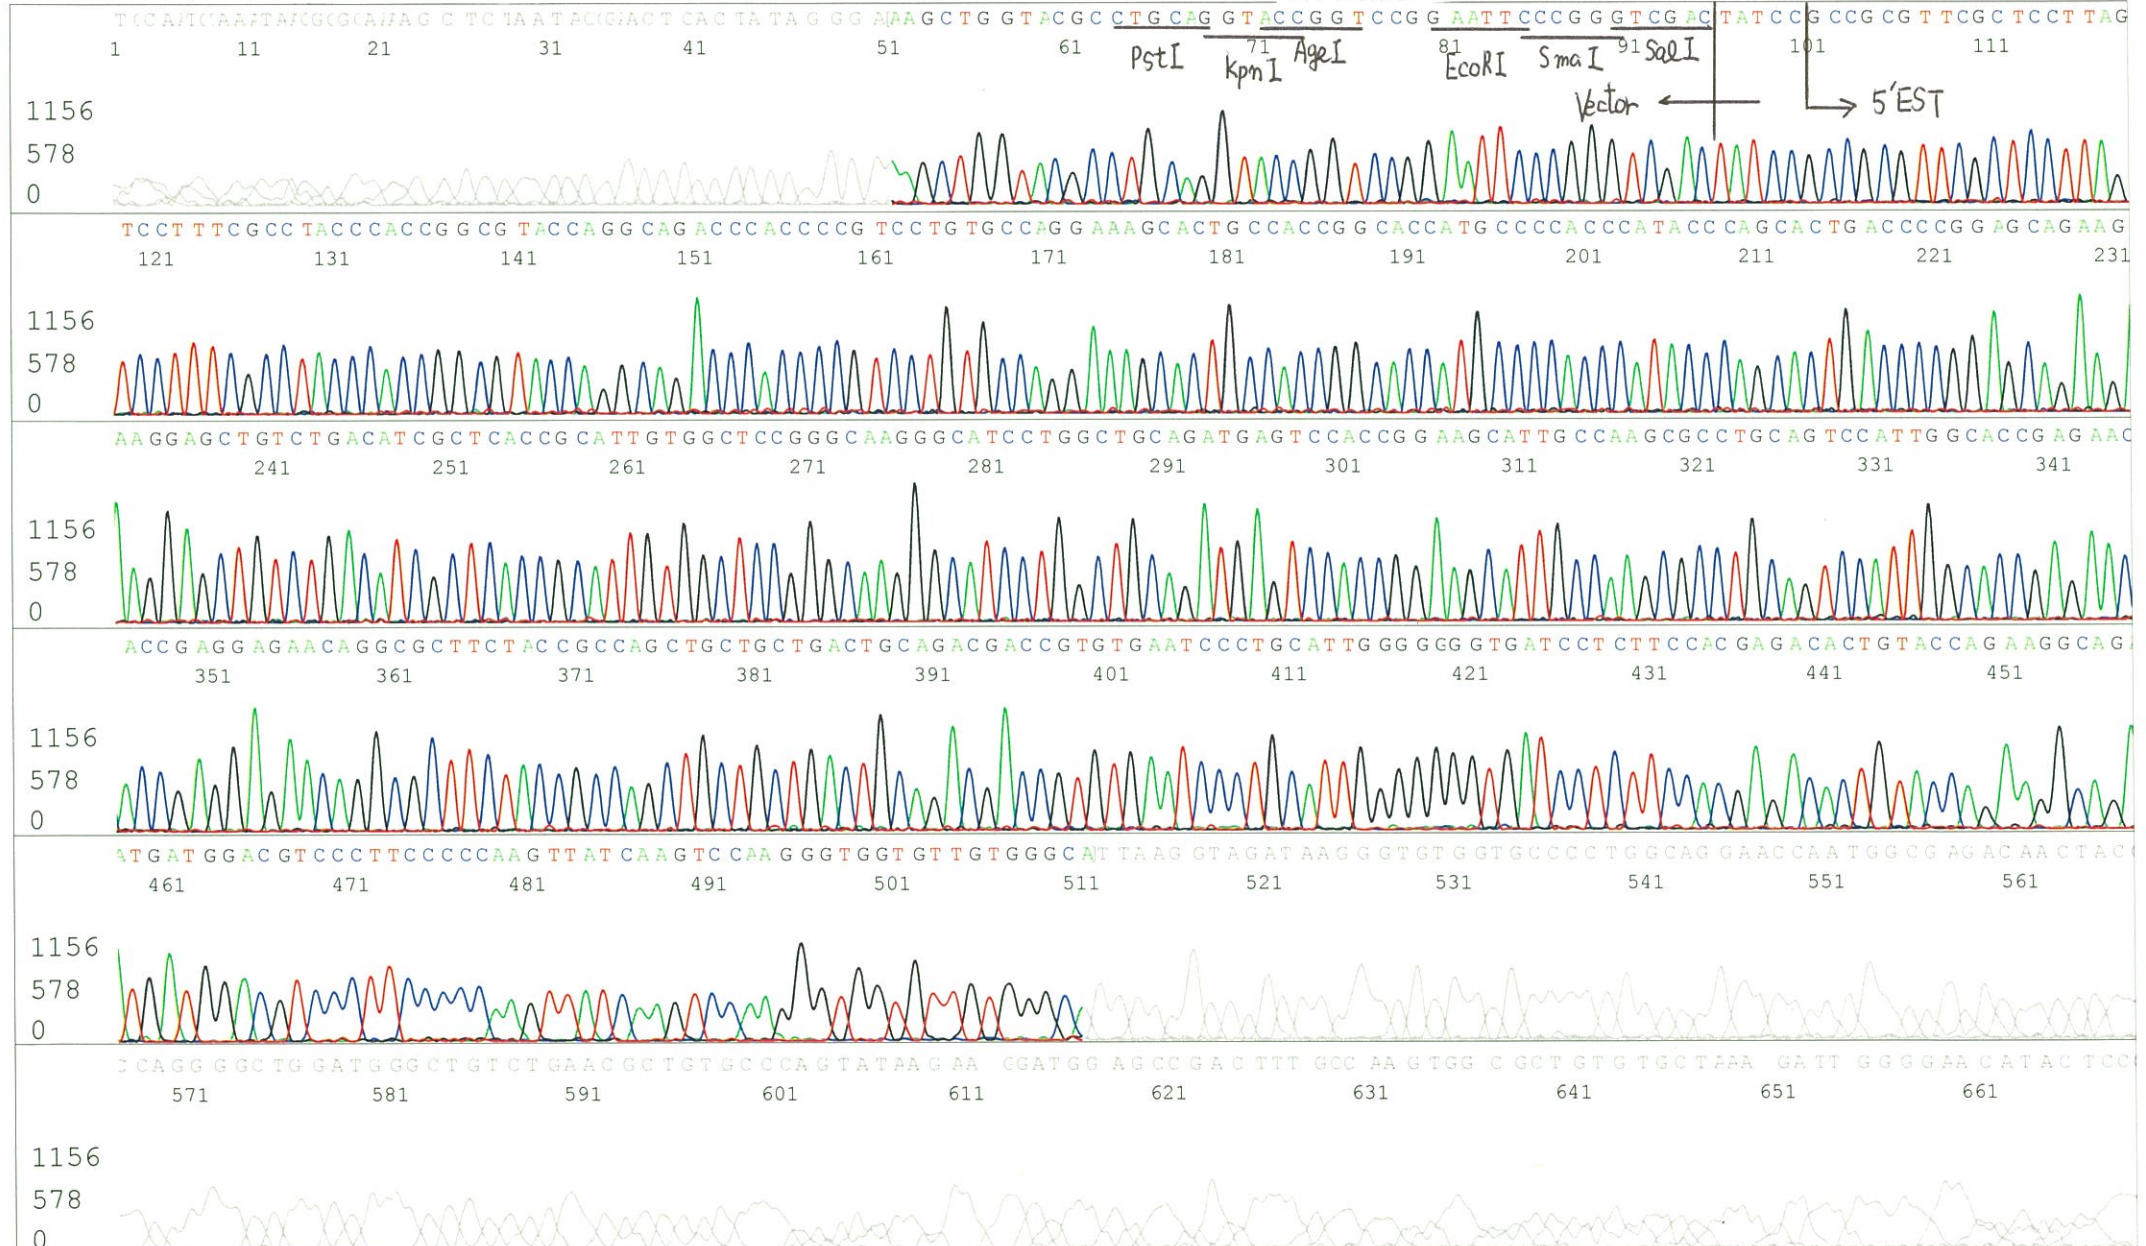 AAGCTGGTACGCCTGCAGGTACCGGTCCGGAATTCCCGGGTCGACTATCCGCCGCGTTCGCTCCTTAG
1 11 21 31 41 51 61 71 81 91 101 111
PstI KpnI AgeI EcoRI SmaI SalI
Vector 5'EST
1156
578
0
TCCTTTCGCCTACCCACCGGCGTACCAGGCAGACCCACCCCGTCCTGTGCCAGGAAAGCACTGCCACCGGCACCATGCCCCACCCATACCCAGCACTGACCCCGGAGCAGAAG
121 131 141 151 161 171 181 191 201 211 221 231
1156
578
0
AAGGAGCTGTCTGACATCGCTCACCGCATTGTGGCTCCGGGCAAGGGCATCCTGGCTGCAGATGAGTCCACCGGAAGCATTGCCAAGCGCCTGCAGTCCATTGGCACCGAGAAC
241 251 261 271 281 291 301 311 321 331 341
1156
578
0
ACCGAGGAGAACAGGCGCTTCTACCGCCAGCTGCTGCTGACTGCAGACGACCGTGTGAATCCCTGCATTGGGGGGGTGATCCTCTTCCACGAGACACTGTACCAGAAGGCAGA
351 361 371 381 391 401 411 421 431 441 451
1156
578
0
ATGATGGACGTCCCTTCCCCCAAGTTATCAAGTCCAAGGGTGGTGTTGTGGGCATTAAGGTAGATAAGGGTGTGGTGCCCCTGGCAGGAACCAATGGCGAGACAACTAC
461 471 481 491 501 511 521 531 541 551 561
1156
578
0
CCAGGGGCTGGATGGGCTGTCTGAACGCTGTGCCCAGTATAAGAA CGATGGAGCCGACTTTGCCAAGTGGCGCTGTGTGCTAAA GATTGGGGAACATACTCC
571 581 591 601 611 621 631 641 651 661
1156
578
0